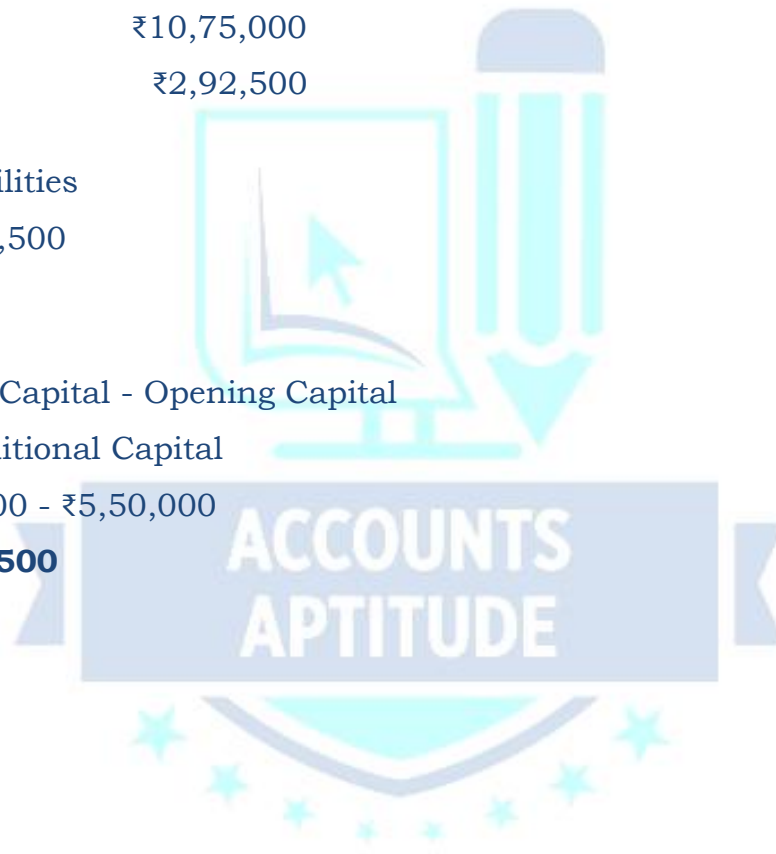 ₹10,75,000
₹2,92,500
ilities
,500
Capital - Opening Capital
litional Capital
00 - ₹5,50,000
500
ACCOUNTS
APTITUDE